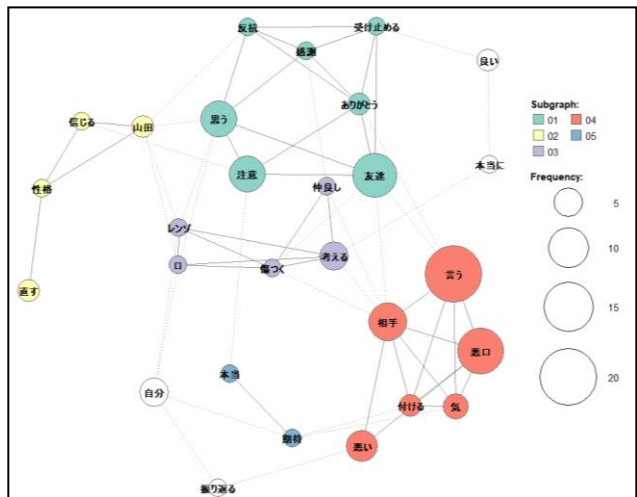 反抗
受け止める
感謝
良い
ありがとう
信じる
山田
思う
本当に
注意
友達
性格
仲良し
レンゾ
口
傷つく
考える
直す
言う
相手
悪口
本当
自分
付ける
気
期待
悪い
振り返る
Subgraph:
01
04
02
05
03
Frequency:
5
10
15
20